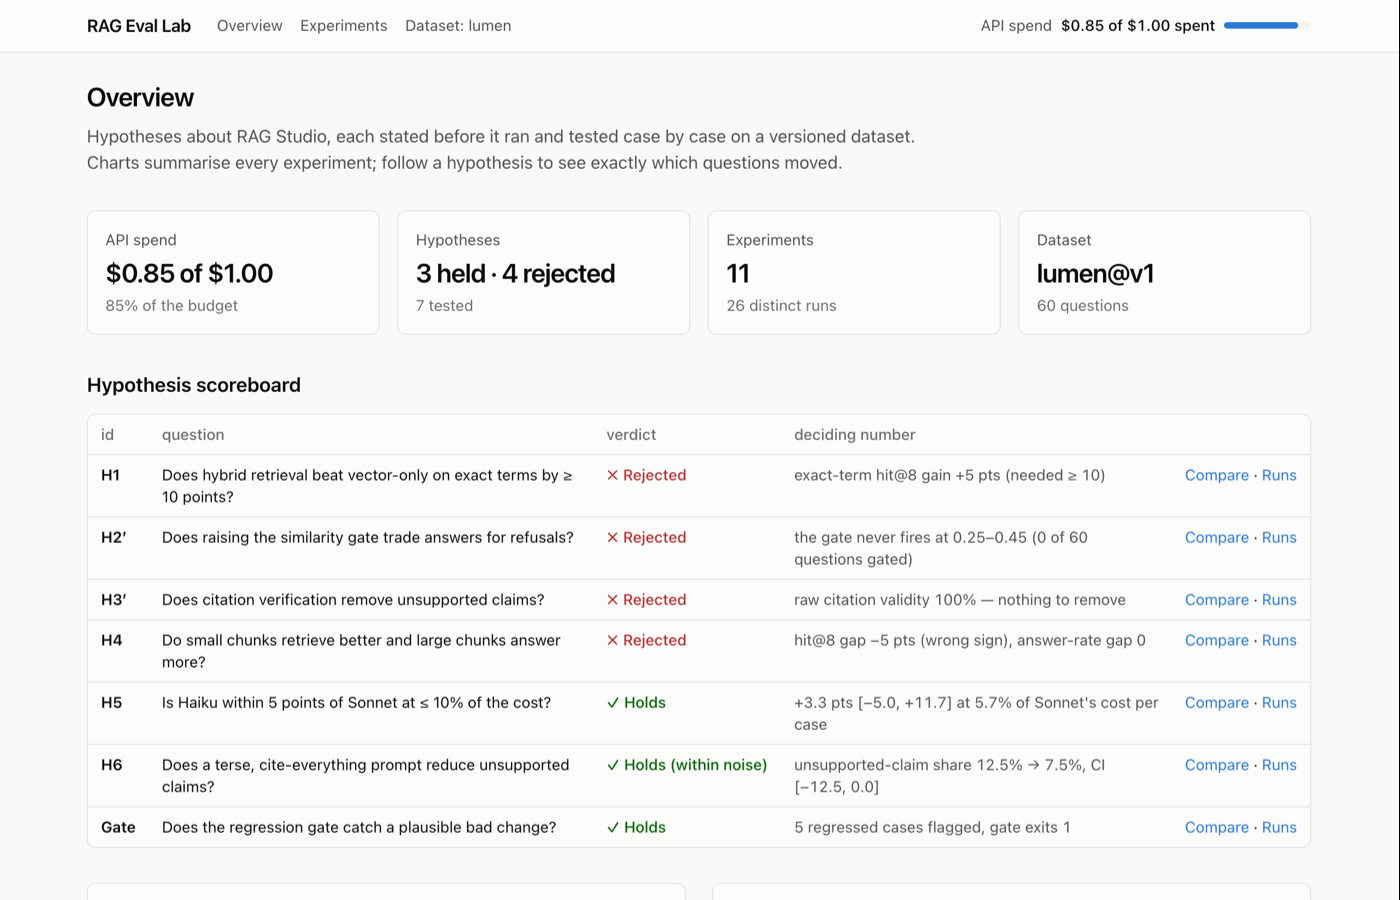 RAG Eval Lab Overview Experiments Dataset: lumen API spend $0.85 of $1.00 spent
Overview
Hypotheses about RAG Studio, each stated before it ran and tested case by case on a versioned dataset.
Charts summarise every experiment; follow a hypothesis to see exactly which questions moved.
API spend
$0.85 of $1.00
85% of the budget
Hypotheses
3 held · 4 rejected
7 tested
Experiments
11
26 distinct runs
Dataset
lumen@v1
60 questions
Hypothesis scoreboard
id question verdict deciding number
H1 Does hybrid retrieval beat vector-only on exact terms by ≥ ✕ Rejected exact-term hit@8 gain +5 pts (needed ≥ 10) Compare · Runs
10 points?
H2′ Does raising the similarity gate trade answers for refusals? ✕ Rejected the gate never fires at 0.25–0.45 (0 of 60 Compare · Runs
questions gated)
H3′ Does citation verification remove unsupported claims? ✕ Rejected raw citation validity 100% — nothing to remove Compare · Runs
H4 Do small chunks retrieve better and large chunks answer ✕ Rejected hit@8 gap −5 pts (wrong sign), answer-rate gap 0 Compare · Runs
more?
H5 Is Haiku within 5 points of Sonnet at ≤ 10% of the cost? ✓ Holds +3.3 pts [−5.0, +11.7] at 5.7% of Sonnet's cost per Compare · Runs
case
H6 Does a terse, cite-everything prompt reduce unsupported ✓ Holds (within noise) unsupported-claim share 12.5% → 7.5%, CI Compare · Runs
claims? [−12.5, 0.0]
Gate Does the regression gate catch a plausible bad change? ✓ Holds 5 regressed cases flagged, gate exits 1 Compare · Runs